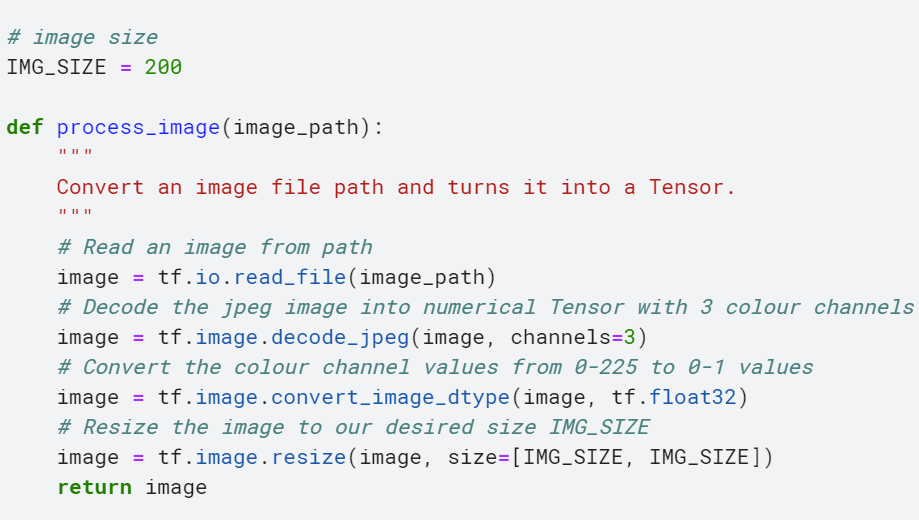 # image size
IMG_SIZE = 200

def process_image(image_path):
    """
    Convert an image file path and turns it into a Tensor.
    """
    # Read an image from path
    image = tf.io.read_file(image_path)
    # Decode the jpeg image into numerical Tensor with 3 colour channels
    image = tf.image.decode_jpeg(image, channels=3)
    # Convert the colour channel values from 0-225 to 0-1 values
    image = tf.image.convert_image_dtype(image, tf.float32)
    # Resize the image to our desired size IMG_SIZE
    image = tf.image.resize(image, size=[IMG_SIZE, IMG_SIZE])
    return image